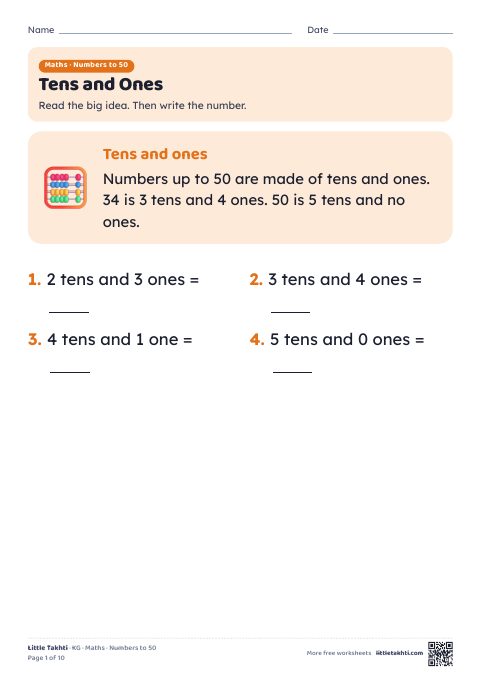 Name
Date
Maths · Numbers to 50
Tens and Ones
Read the big idea. Then write the number.
Tens and ones
Numbers up to 50 are made of tens and ones.
34 is 3 tens and 4 ones. 50 is 5 tens and no
ones.
1. 2 tens and 3 ones =
2. 3 tens and 4 ones =
3. 4 tens and 1 one =
4. 5 tens and 0 ones =
Little Takhti · KG · Maths · Numbers to 50
Page 1 of 10
More free worksheets littletakhti.com